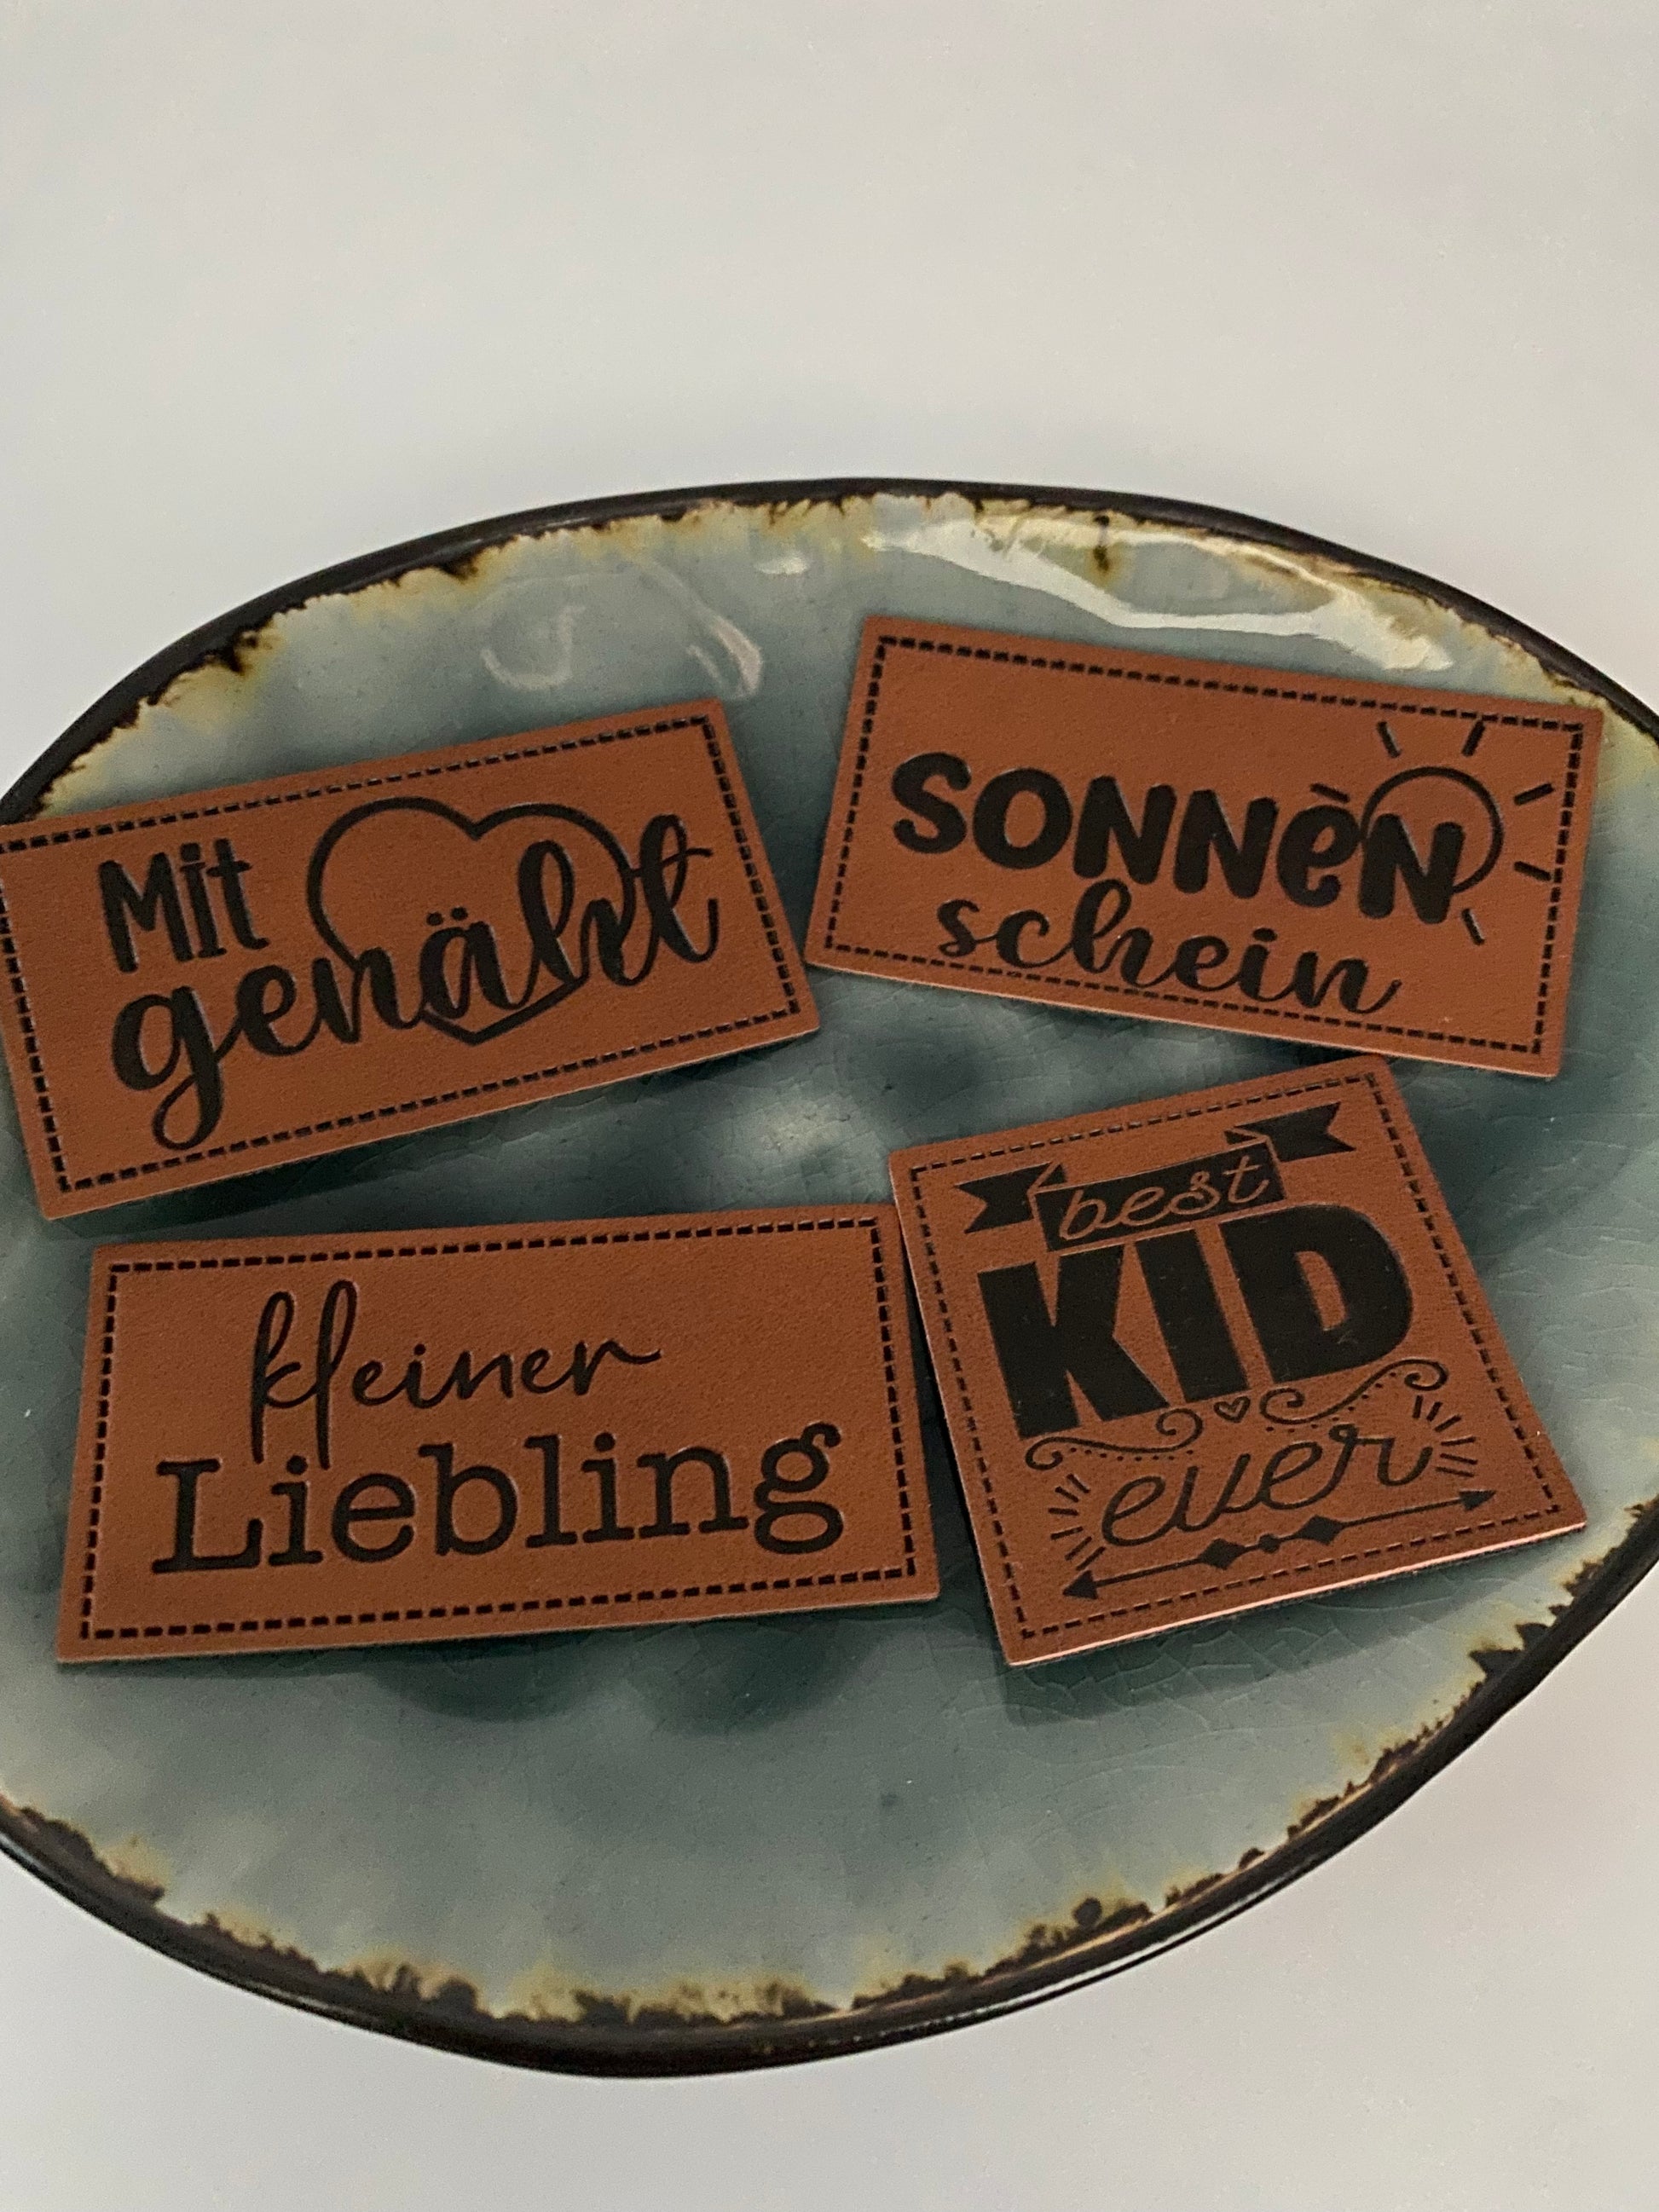 Mit
genäht
SONNEN
schein
kleiner
Liebling
best
KID
ever